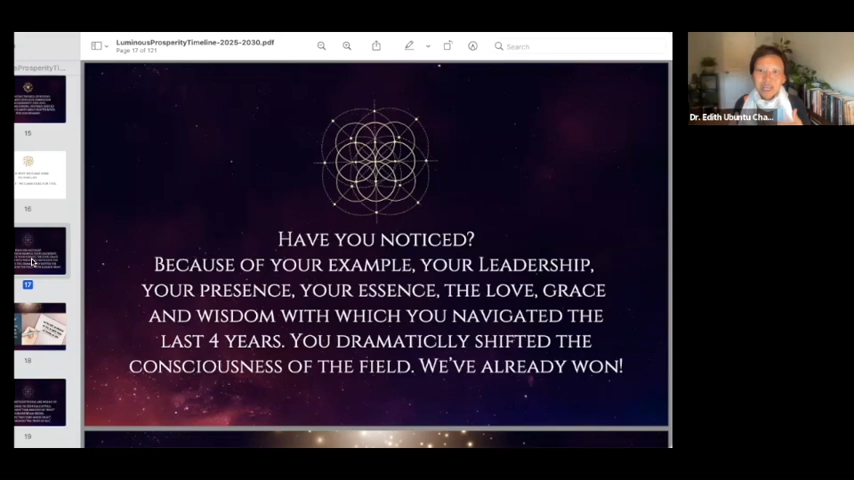 LuminousProsperityTimeline-2025-2030.pdf
Page 17 of 131
Search
sProsperityTi...
15
16
17
18
19
HAVE YOU NOTICED?
BECAUSE OF YOUR EXAMPLE, YOUR LEADERSHIP,
YOUR PRESENCE, YOUR ESSENCE, THE LOVE, GRACE
AND WISDOM WITH WHICH YOU NAVIGATED THE
LAST 4 YEARS. YOU DRAMATICLLY SHIFTED THE
CONSCIOUSNESS OF THE FIELD. WE'VE ALREADY WON!
Dr. Edith Ubuntu Cha...